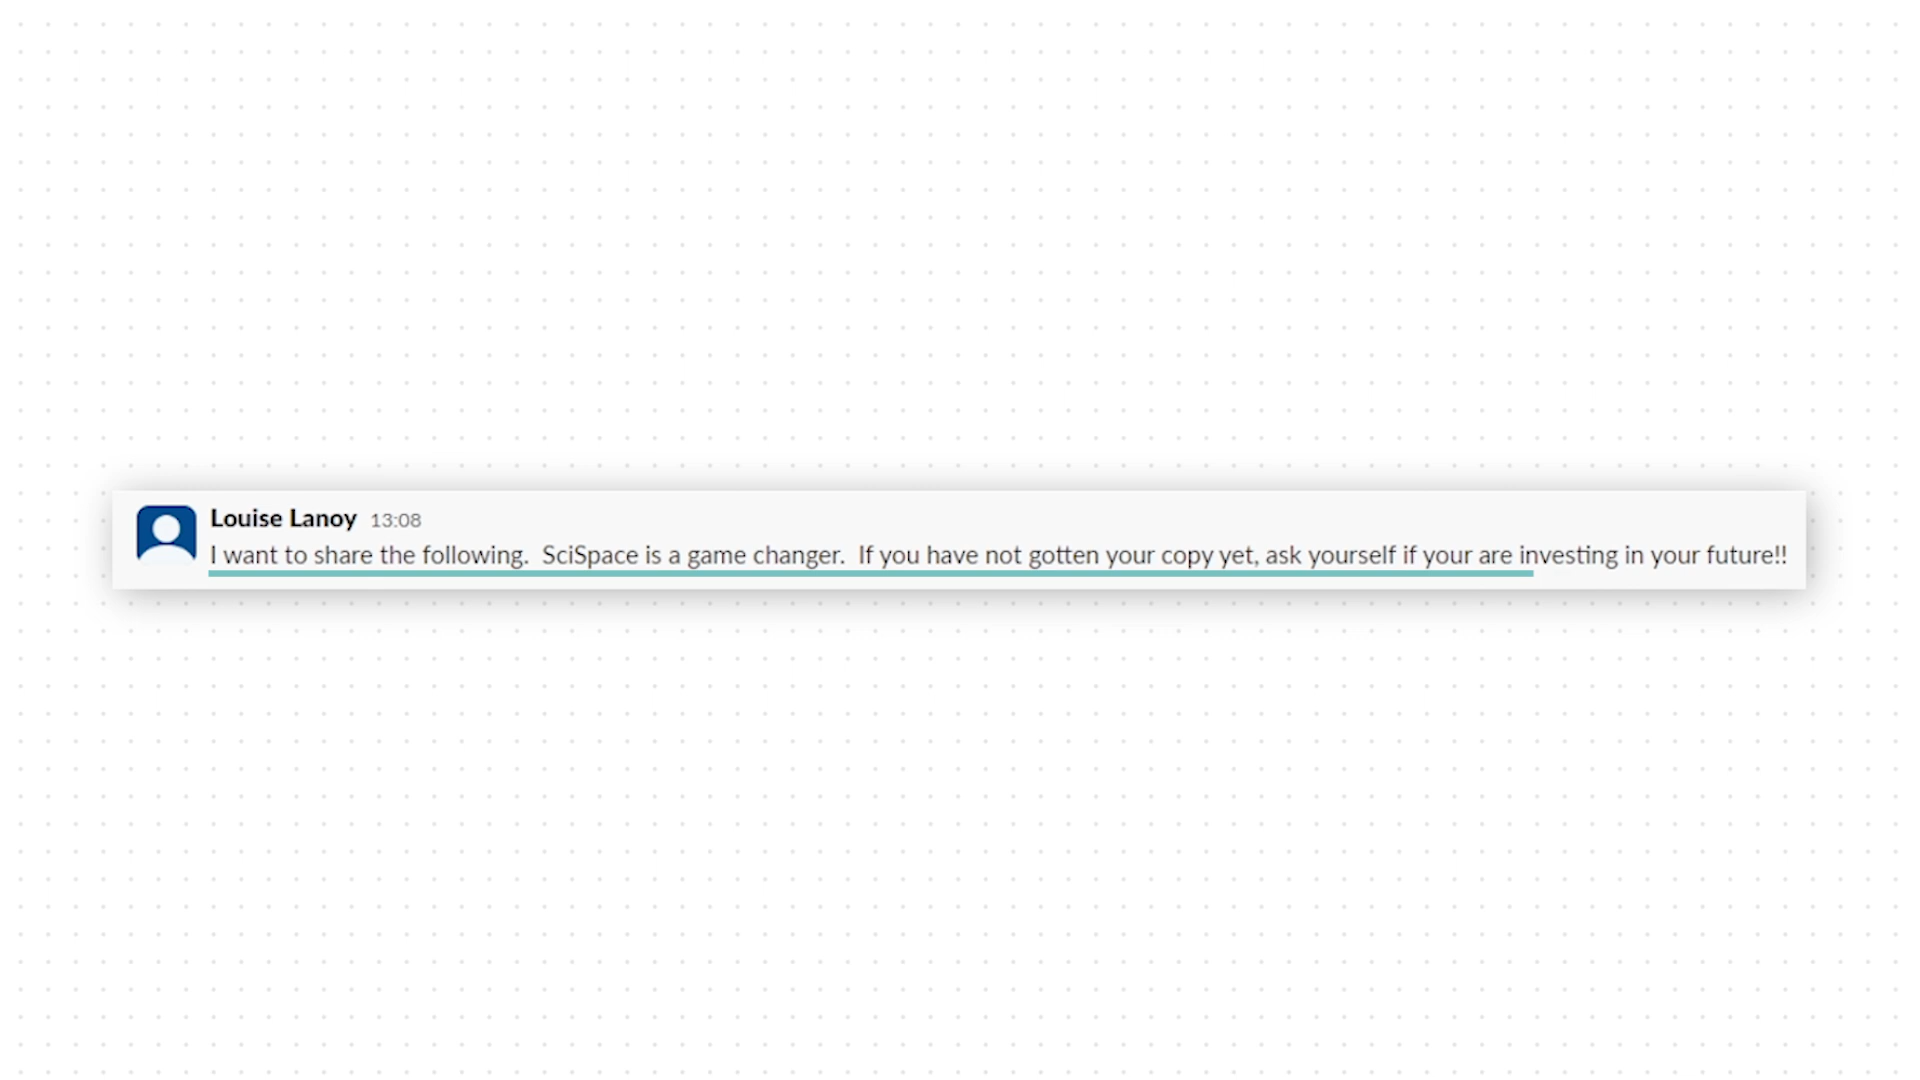 Louise Lanoy 13:08
I want to share the following.  SciSpace is a game changer.  If you have not gotten your copy yet, ask yourself if your are investing in your future!!